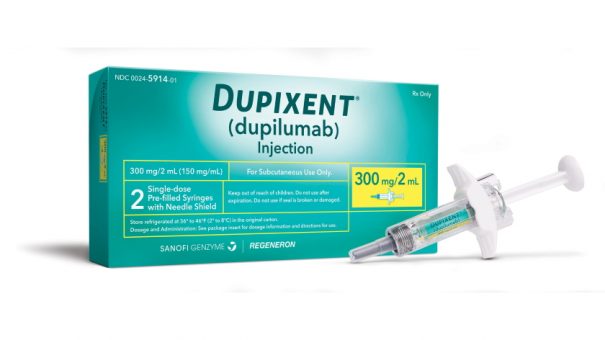 NDC 0024-5914-01
Rx Only
DUPIXENT®
(dupilumab)
Injection
300 mg/2 mL (150 mg/mL)
For Subcutaneous Use Only.
300 mg/2 mL
2 Single-dose
Pre-filled Syringes
with Needle Shield
Keep out of reach of children. Do not use after
expiration. Do not use if seal is broken or damaged.
Store refrigerated at 36° to 46°F (2° to 8°C) in the original carton.
Dosage and Administration: See package insert for dosage information and directions for use.
SANOFI GENZYME | REGENERON
DUPIXENT
(dupilumab)